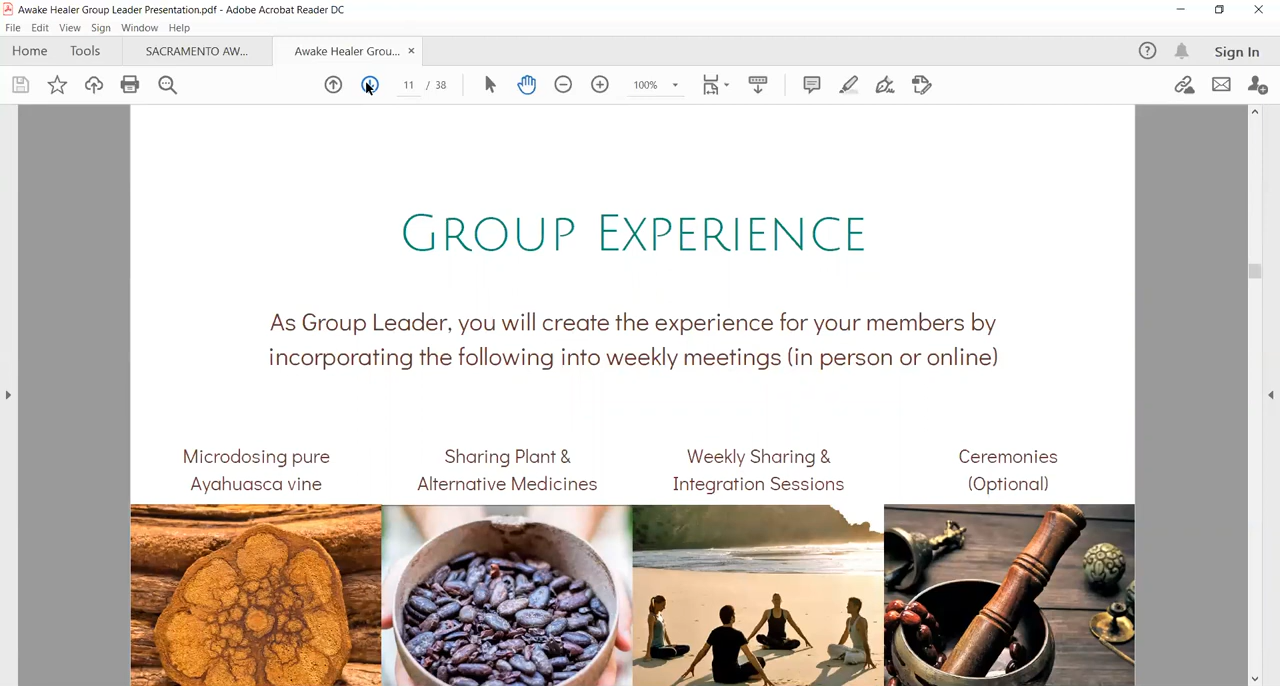 Awake Healer Group Leader Presentation.pdf - Adobe Acrobat Reader DC
File Edit View Sign Window Help
Home Tools SACRAMENTO AW... Awake Healer Grou... × Sign In
11 / 38 100%
GROUP EXPERIENCE
As Group Leader, you will create the experience for your members by
incorporating the following into weekly meetings (in person or online)
Microdosing pure
Ayahuasca vine
Sharing Plant &
Alternative Medicines
Weekly Sharing &
Integration Sessions
Ceremonies
(Optional)